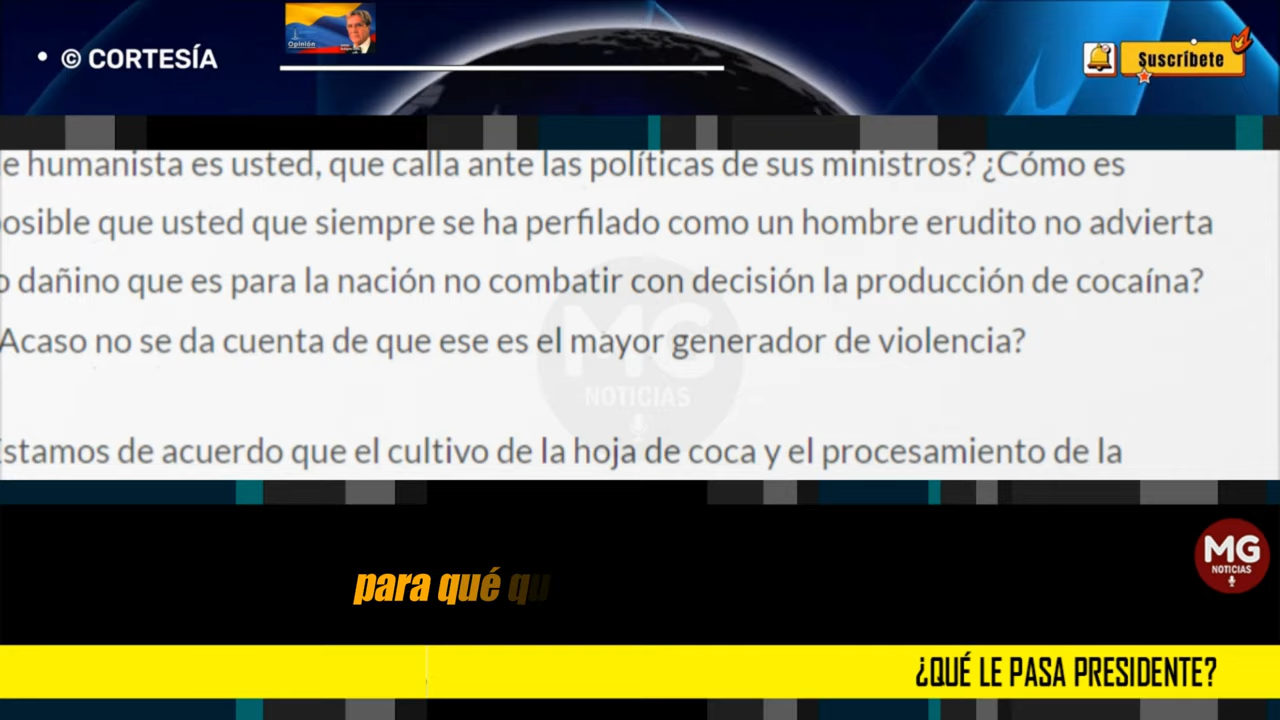 • © CORTESÍA
Opinión
Suscríbete
e humanista es usted, que calla ante las políticas de sus ministros? ¿Cómo es
osible que usted que siempre se ha perfilado como un hombre erudito no advierta
o dañino que es para la nación no combatir con decisión la producción de cocaína?
Acaso no se da cuenta de que ese es el mayor generador de violencia?
stamos de acuerdo que el cultivo de la hoja de coca y el procesamiento de la
MG
NOTICIAS
para qué qu
MG
NOTICIAS
¿QUÉ LE PASA PRESIDENTE?